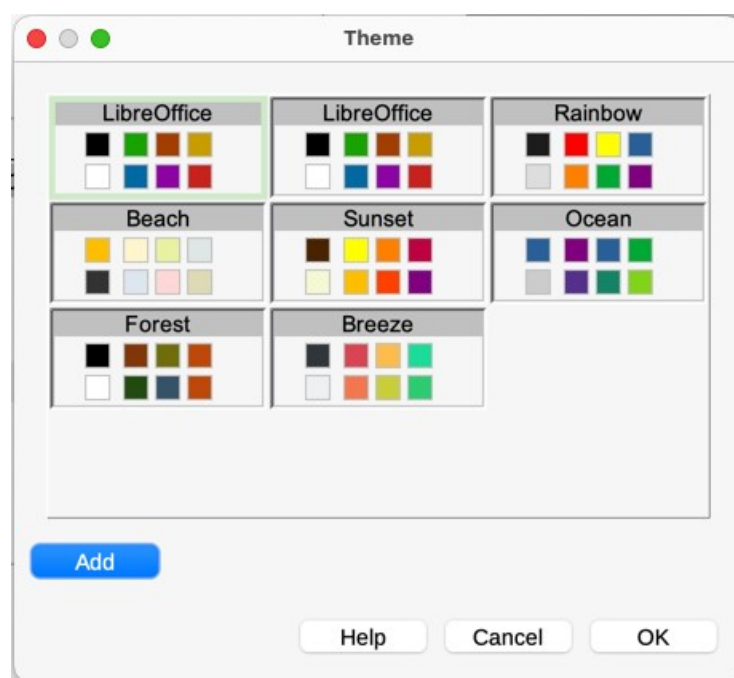 Theme
LibreOffice
LibreOffice
Rainbow
Beach
Sunset
Ocean
Forest
Breeze
Add
Help
Cancel
OK